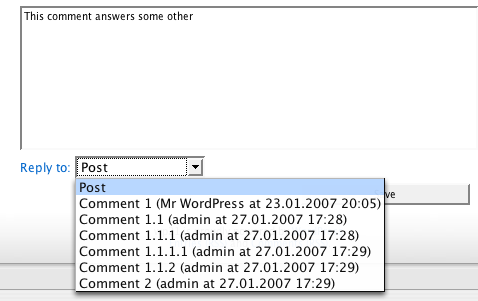 This comment answers some other
Reply to: Post
Post
Comment 1 (Mr WordPress at 23.01.2007 20:05)
Comment 1.1 (admin at 27.01.2007 17:28)
Comment 1.1.1 (admin at 27.01.2007 17:28)
Comment 1.1.1.1 (admin at 27.01.2007 17:29)
Comment 1.1.2 (admin at 27.01.2007 17:29)
Comment 2 (admin at 27.01.2007 17:29)